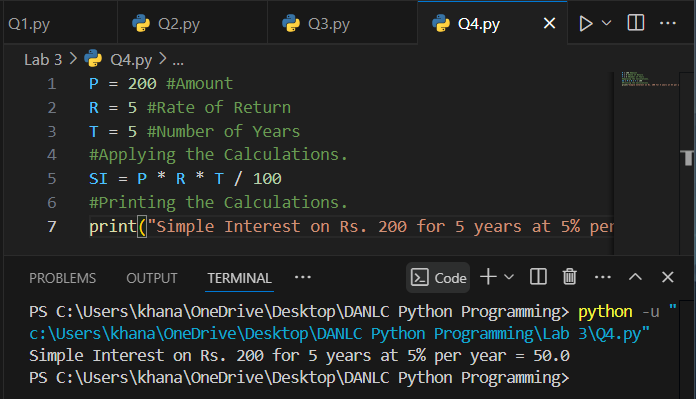 Q1.py Q2.py Q3.py Q4.py
Lab 3 > Q4.py > ...
1 P = 200 #Amount
2 R = 5 #Rate of Return
3 T = 5 #Number of Years
4 #Applying the Calculations.
5 SI = P * R * T / 100
6 #Printing the Calculations.
7 print("Simple Interest on Rs. 200 for 5 years at 5% per
PROBLEMS OUTPUT TERMINAL ... Code
PS C:\Users\khana\OneDrive\Desktop\DANLC Python Programming> python -u "
c:\Users\khana\OneDrive\Desktop\DANLC Python Programming\Lab 3\Q4.py"
Simple Interest on Rs. 200 for 5 years at 5% per year = 50.0
PS C:\Users\khana\OneDrive\Desktop\DANLC Python Programming>